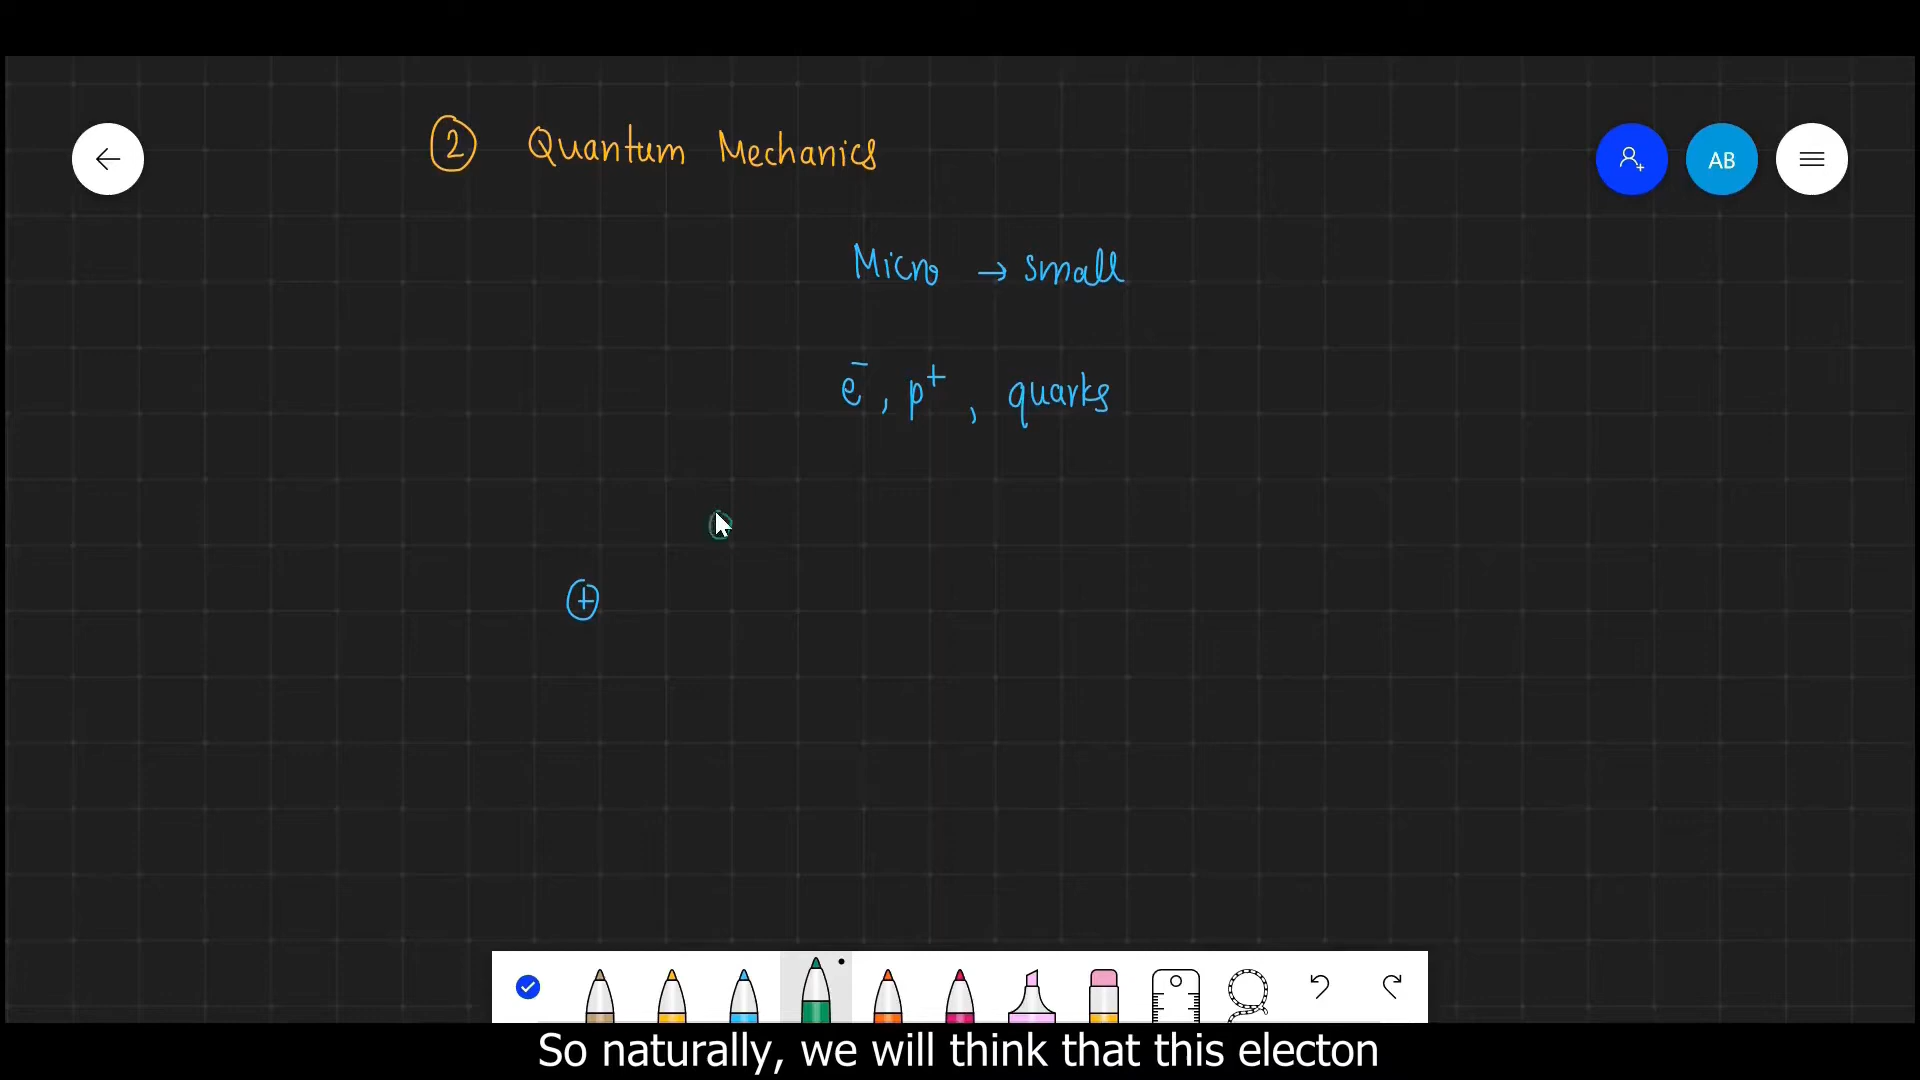 ② Quantum Mechanics
AB
Micro → small
e⁻, p⁺, quarks
+
So naturally, we will think that this electon